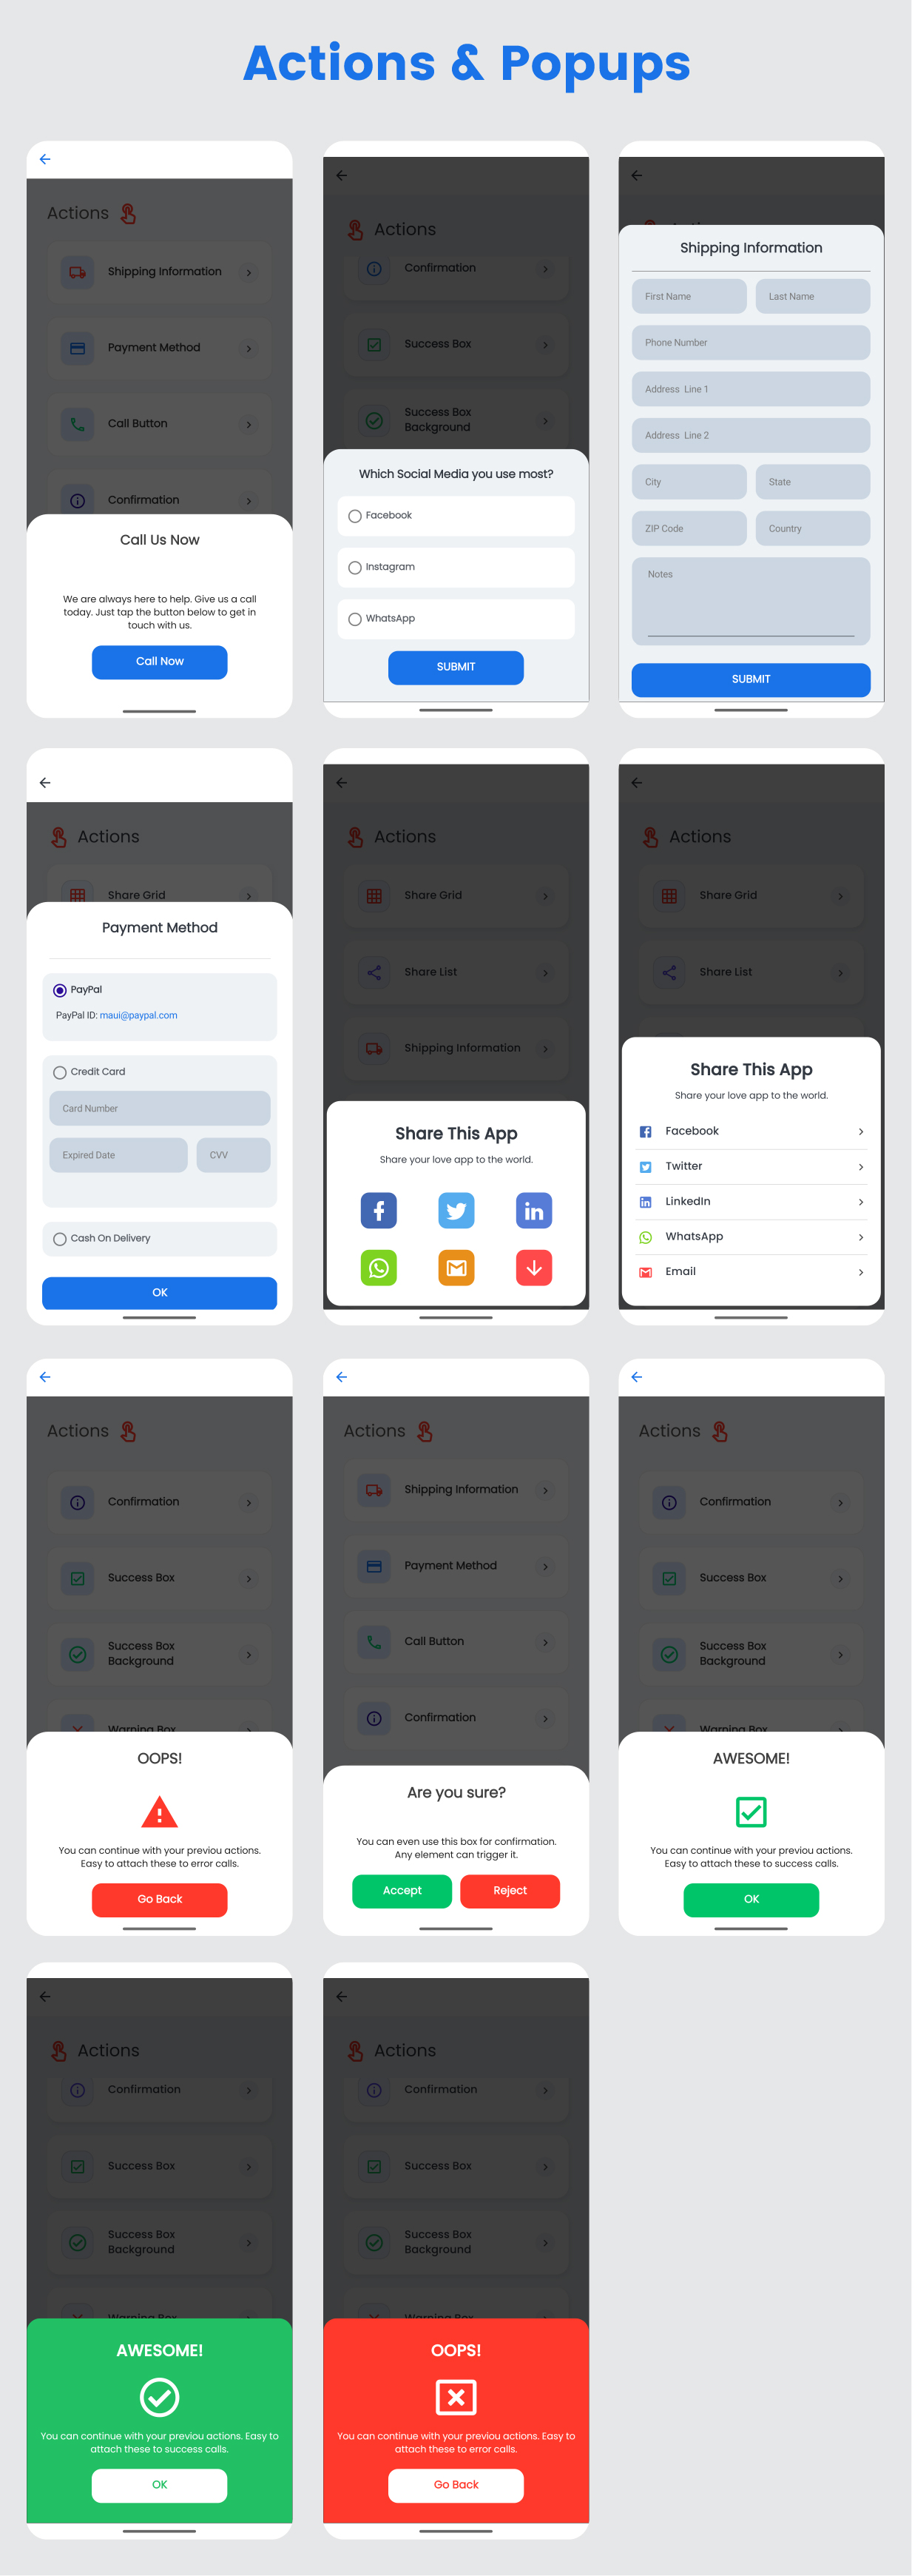 Actions & Popups
Actions
Shipping Information
Payment Method
Call Button
Confirmation
Call Us Now
We are always here to help. Give us a call
today. Just tap the button below to get in
touch with us.
Call Now
Actions
Confirmation
Success Box
Success Box
Background
Which Social Media you use most?
Facebook
Instagram
WhatsApp
SUBMIT
Shipping Information
First Name
Last Name
Phone Number
Address Line 1
Address Line 2
City
State
ZIP Code
Country
Notes
SUBMIT
Actions
Share Grid
Payment Method
PayPal
PayPal ID: maui@paypal.com
Credit Card
Card Number
Expired Date
CVV
Cash On Delivery
OK
Actions
Share Grid
Share List
Shipping Information
Share This App
Share your love app to the world.
Actions
Share Grid
Share List
Share This App
Share your love app to the world.
Facebook
Twitter
LinkedIn
WhatsApp
Email
Actions
Confirmation
Success Box
Success Box
Background
Warning Box
OOPS!
You can continue with your previou actions.
Easy to attach these to error calls.
Go Back
Actions
Shipping Information
Payment Method
Call Button
Confirmation
Are you sure?
You can even use this box for confirmation.
Any element can trigger it.
Accept
Reject
Actions
Confirmation
Success Box
Success Box
Background
Warning Box
AWESOME!
You can continue with your previou actions.
Easy to attach these to success calls.
OK
Actions
Confirmation
Success Box
Success Box
Background
Warning Box
AWESOME!
You can continue with your previou actions. Easy to
attach these to success calls.
OK
Actions
Confirmation
Success Box
Success Box
Background
Warning Box
OOPS!
You can continue with your previou actions. Easy to
attach these to error calls.
Go Back